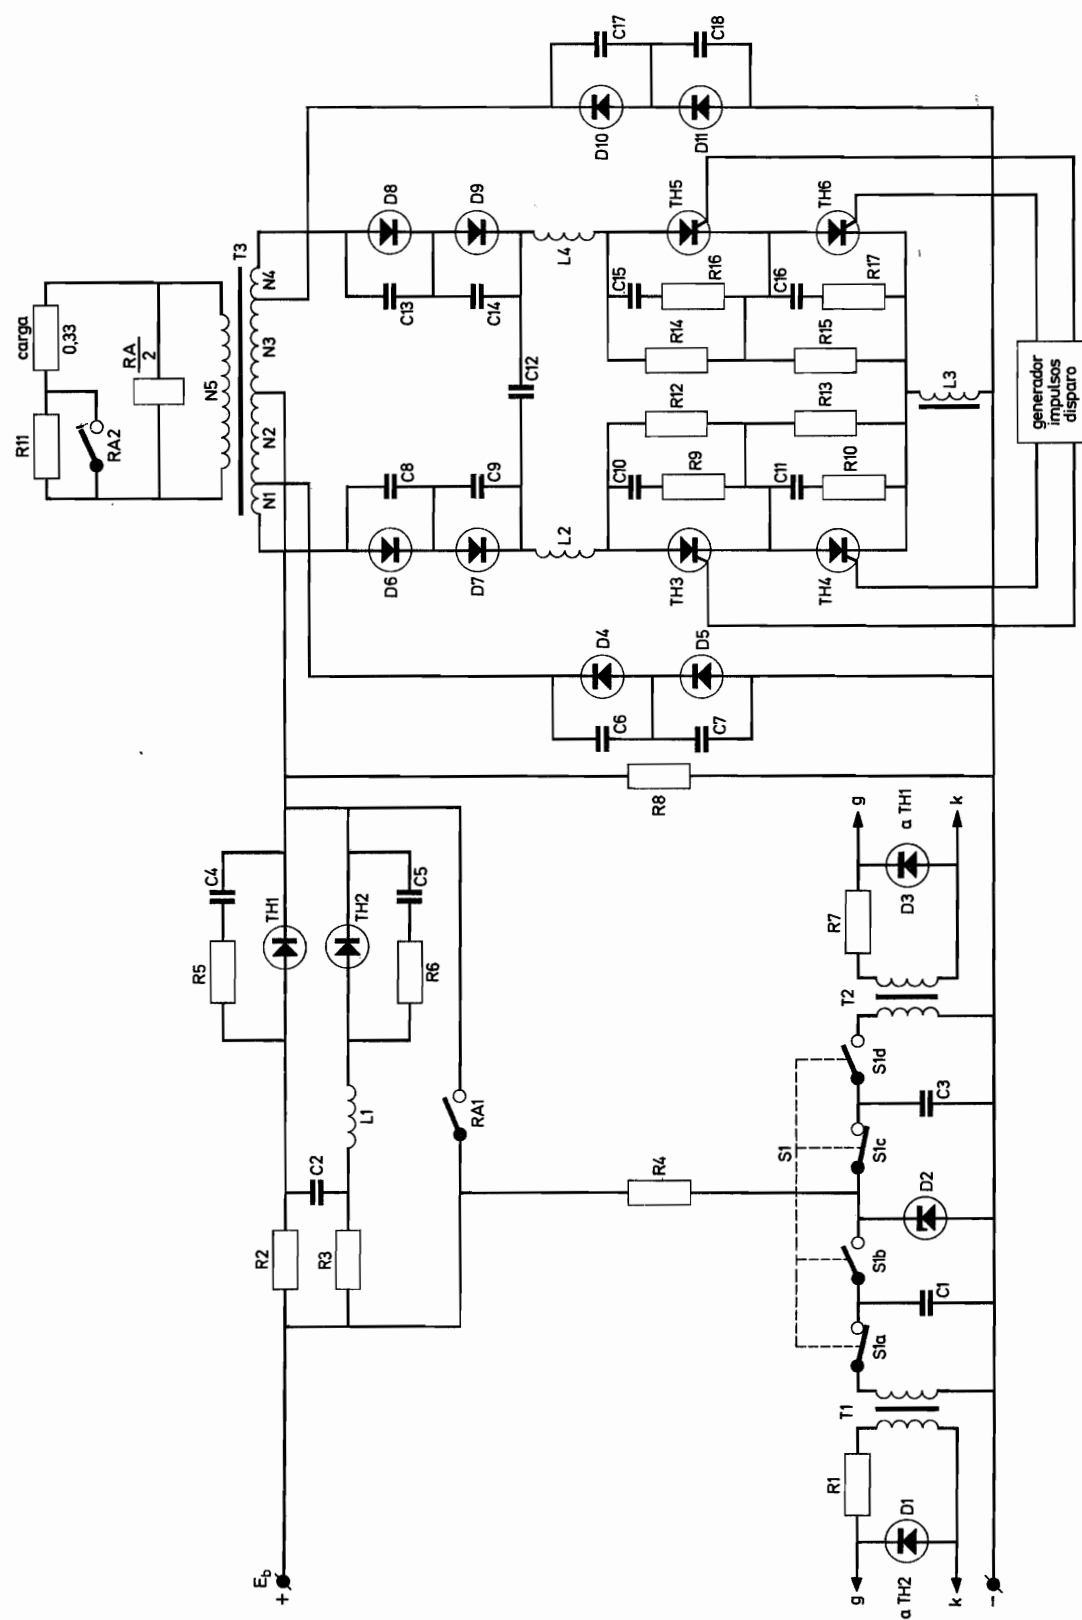 carga
0,33
R11
RA2
RA
2
N5
T3
N1
N2
N3
N4
C17
C18
D10
D11
D8
D9
C13
C14
L4
TH5
TH6
C15
R16
C16
R17
R14
R15
C12
R12
R13
L3
C8
C9
D6
D7
L2
C10
R9
C11
R10
TH3
TH4
generador
impulsos
disparo
D4
D5
C6
C7
R8
C4
R5
TH1
TH2
C5
R6
L1
C2
R2
R3
RA1
R4
Eb
+
g
α TH1
k
D3
R7
T2
S1
S1d
S1c
S1b
S1a
C3
D2
C1
T1
R1
D1
g
α TH2
k
−